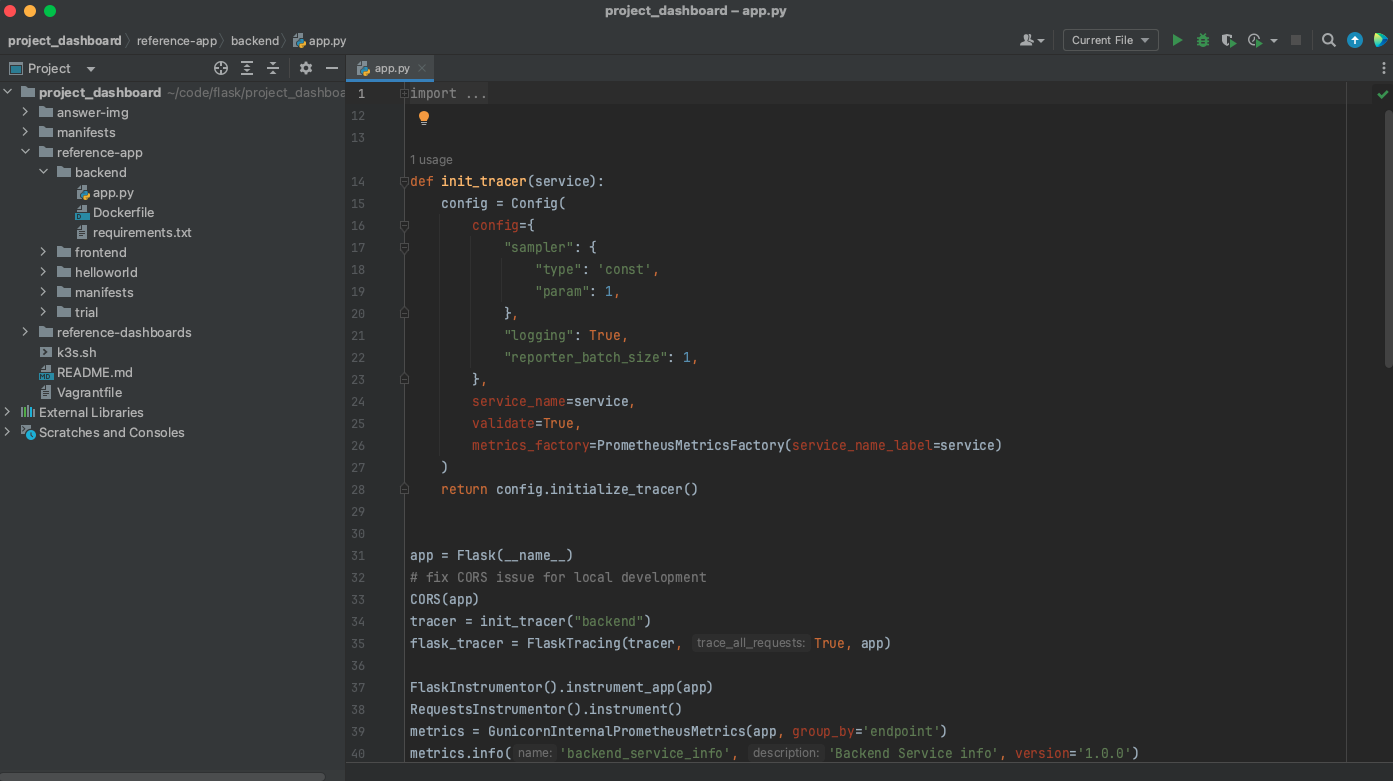 project_dashboard – app.py
project_dashboard reference-app backend app.py Current File
Project
app.py
project_dashboard ~/code/flask/project_dashboa
answer-img
manifests
reference-app
backend
app.py
Dockerfile
requirements.txt
frontend
helloworld
manifests
trial
reference-dashboards
k3s.sh
README.md
Vagrantfile
External Libraries
Scratches and Consoles
1 import ...
12
13
1 usage
14 def init_tracer(service):
15 config = Config(
16 config={
17 "sampler": {
18 "type": 'const',
19 "param": 1,
20 },
21 "logging": True,
22 "reporter_batch_size": 1,
23 },
24 service_name=service,
25 validate=True,
26 metrics_factory=PrometheusMetricsFactory(service_name_label=service)
27 )
28 return config.initialize_tracer()
29
30
31 app = Flask(__name__)
32 # fix CORS issue for local development
33 CORS(app)
34 tracer = init_tracer("backend")
35 flask_tracer = FlaskTracing(tracer, trace_all_requests: True, app)
36
37 FlaskInstrumentor().instrument_app(app)
38 RequestsInstrumentor().instrument()
39 metrics = GunicornInternalPrometheusMetrics(app, group_by='endpoint')
40 metrics.info( name: 'backend_service_info', description: 'Backend Service info', version='1.0.0')